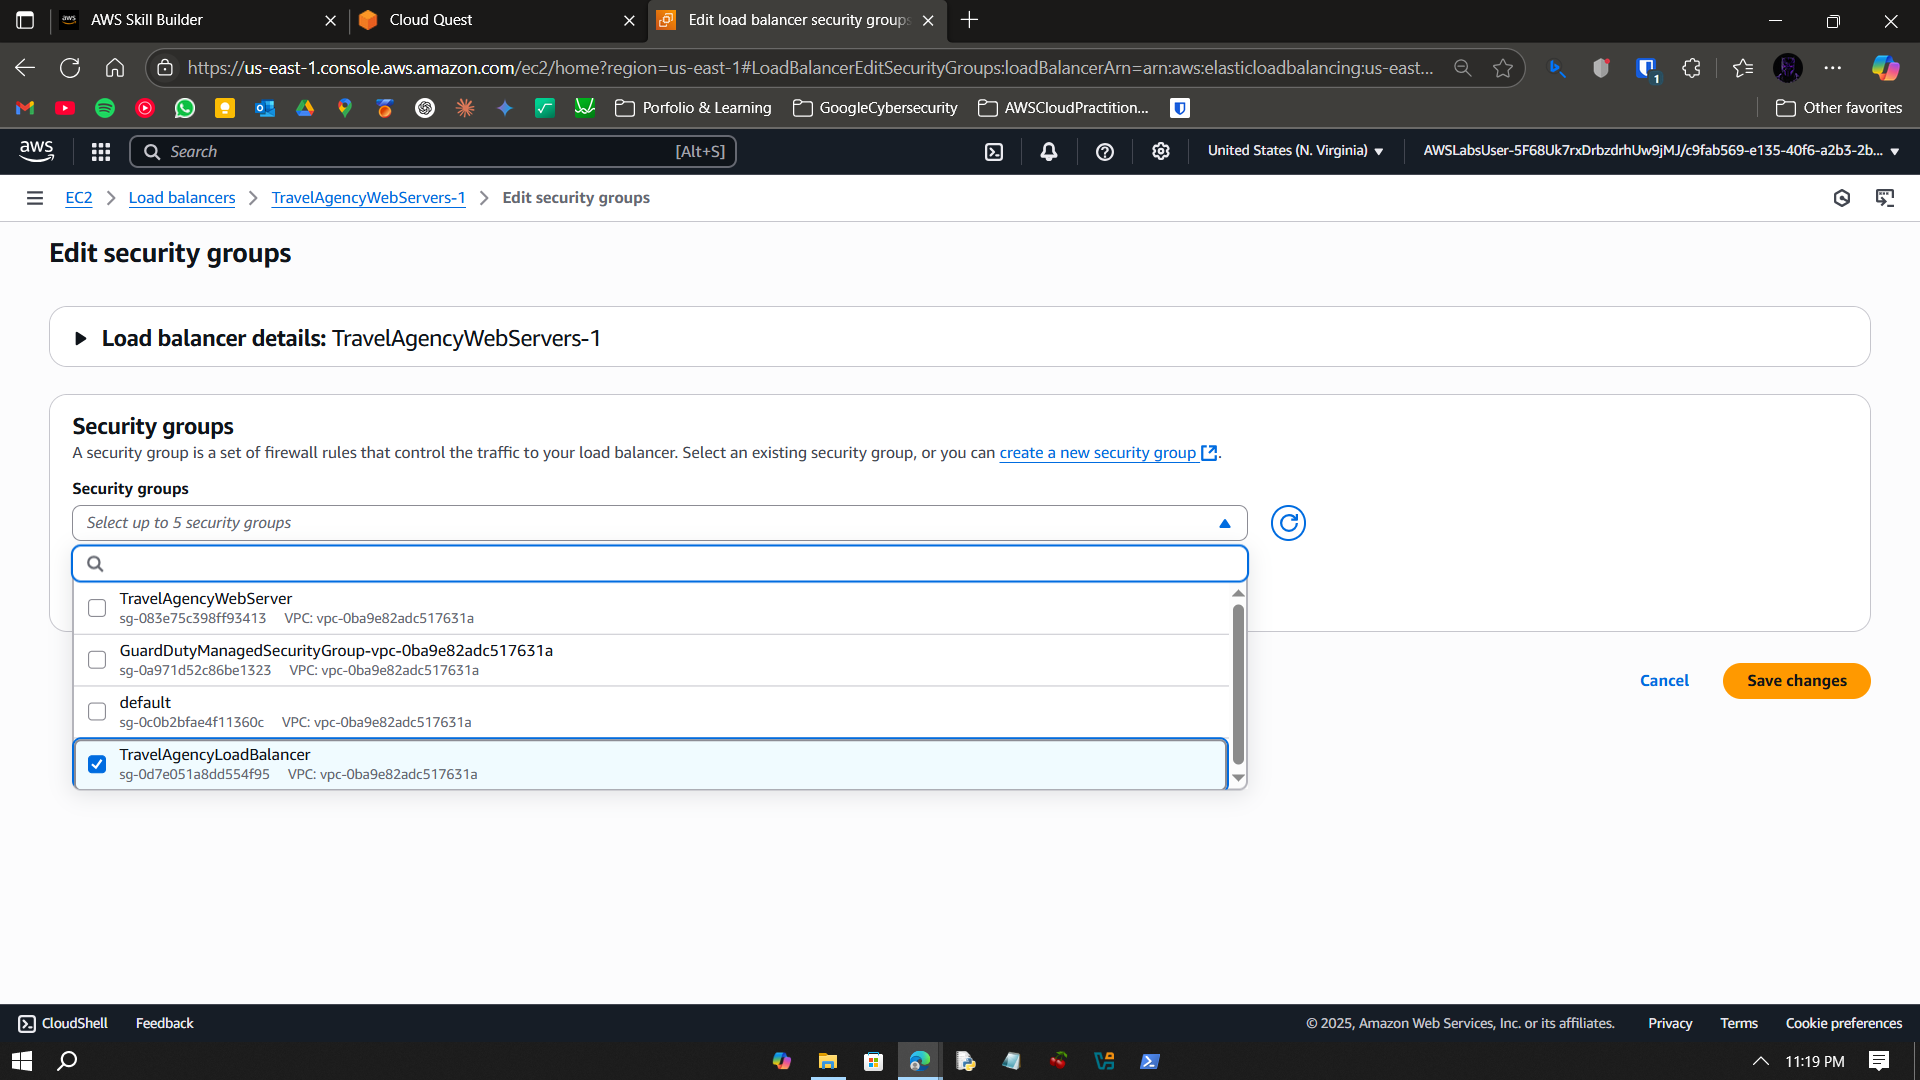 AWS Skill Builder
Cloud Quest
Edit load balancer security groups
https://us-east-1.console.aws.amazon.com/ec2/home?region=us-east-1#LoadBalancerEditSecurityGroups:loadBalancerArn=arn:aws:elasticloadbalancing:us-east...
1
Porfolio & Learning
GoogleCybersecurity
AWSCloudPractition...
Other favorites
aws
Search
[Alt+S]
United States (N. Virginia)
AWSLabsUser-5F68Uk7rxDrbzdrhUw9jMJ/c9fab569-e135-40f6-a2b3-2b...
EC2
Load balancers
TravelAgencyWebServers-1
Edit security groups
Edit security groups
Load balancer details: TravelAgencyWebServers-1
Security groups
A security group is a set of firewall rules that control the traffic to your load balancer. Select an existing security group, or you can create a new security group.
Security groups
Select up to 5 security groups
TravelAgencyWebServer
sg-083e75c398ff93413 VPC: vpc-0ba9e82adc517631a
GuardDutyManagedSecurityGroup-vpc-0ba9e82adc517631a
sg-0a971d52c86be1323 VPC: vpc-0ba9e82adc517631a
default
sg-0c0b2bfae4f11360c VPC: vpc-0ba9e82adc517631a
TravelAgencyLoadBalancer
sg-0d7e051a8dd554f95 VPC: vpc-0ba9e82adc517631a
Cancel
Save changes
CloudShell
Feedback
© 2025, Amazon Web Services, Inc. or its affiliates.
Privacy
Terms
Cookie preferences
11:19 PM